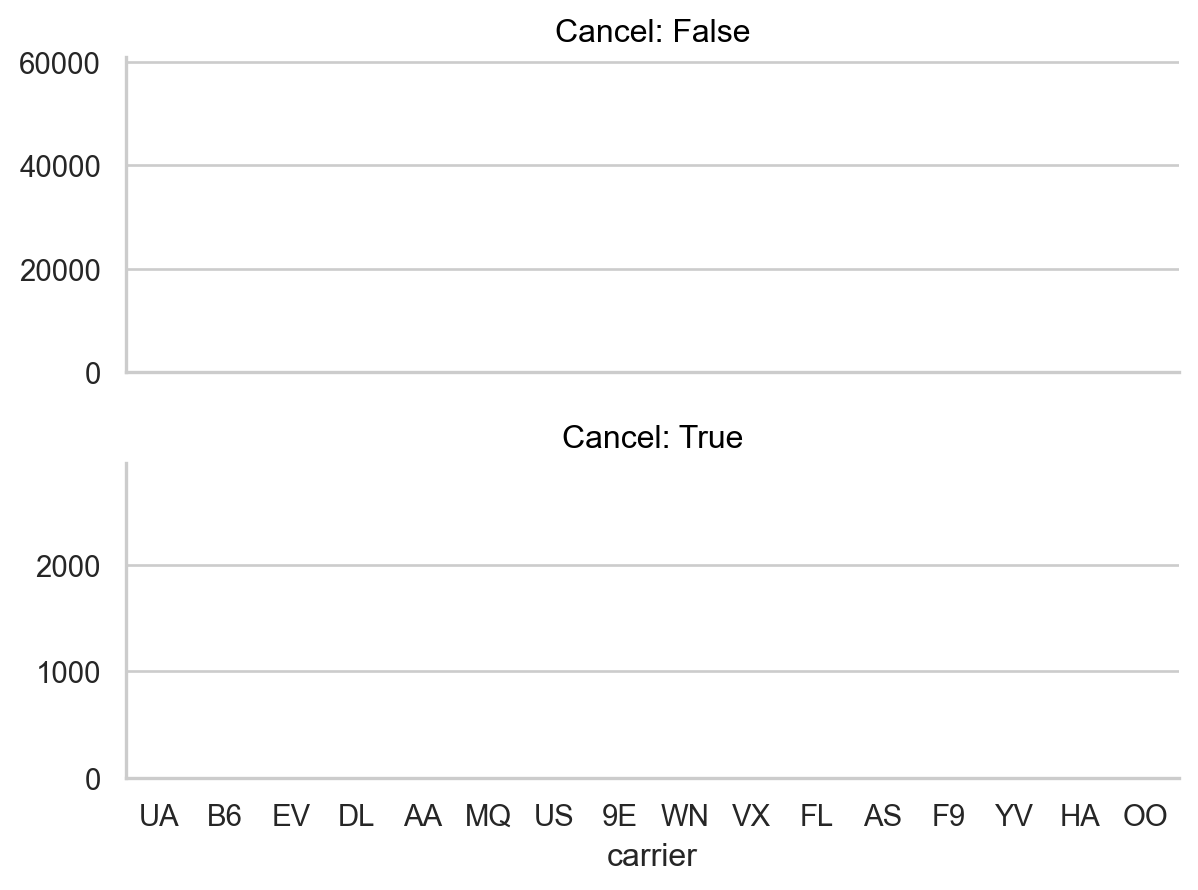 Cancel: False
60000
40000
20000
0
Cancel: True
2000
1000
0
UA B6 EV DL AA MQ US 9E WN VX FL AS F9 YV HA OO
carrier